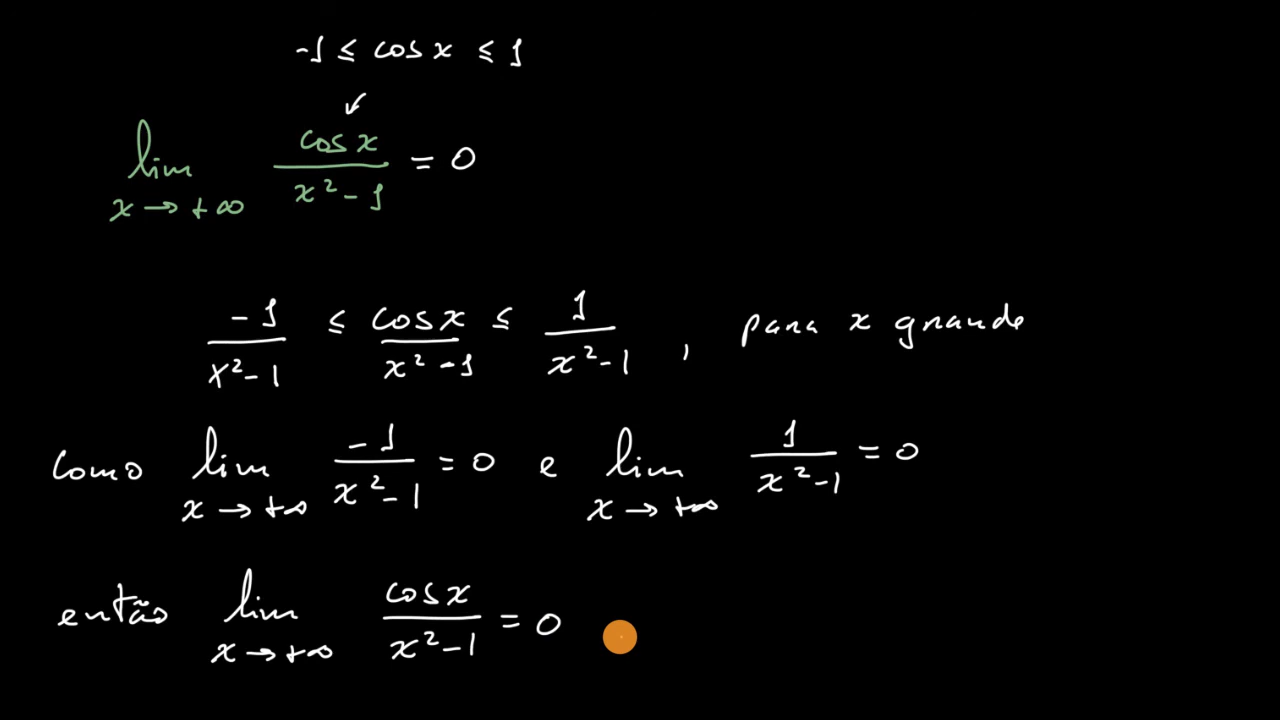 -1 ≤ cos x ≤ 1
lim x → +∞ cos x / x² - 1 = 0
-1 / x² - 1 ≤ cos x / x² - 1 ≤ 1 / x² - 1 , para x grande
como lim x → +∞ -1 / x² - 1 = 0 e lim x → +∞ 1 / x² - 1 = 0
então lim x → +∞ cos x / x² - 1 = 0